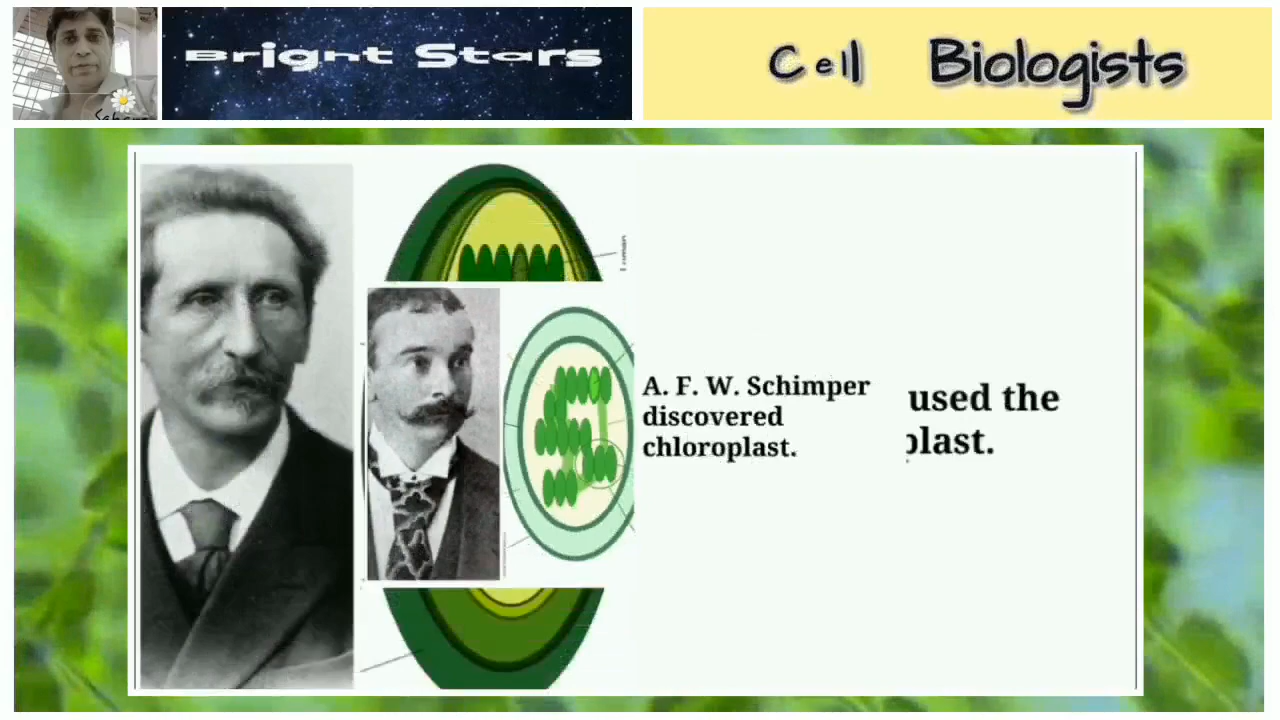 Bright Stars
Cell Biologists
A. F. W. Schimper
discovered
chloroplast.
used the
plast.